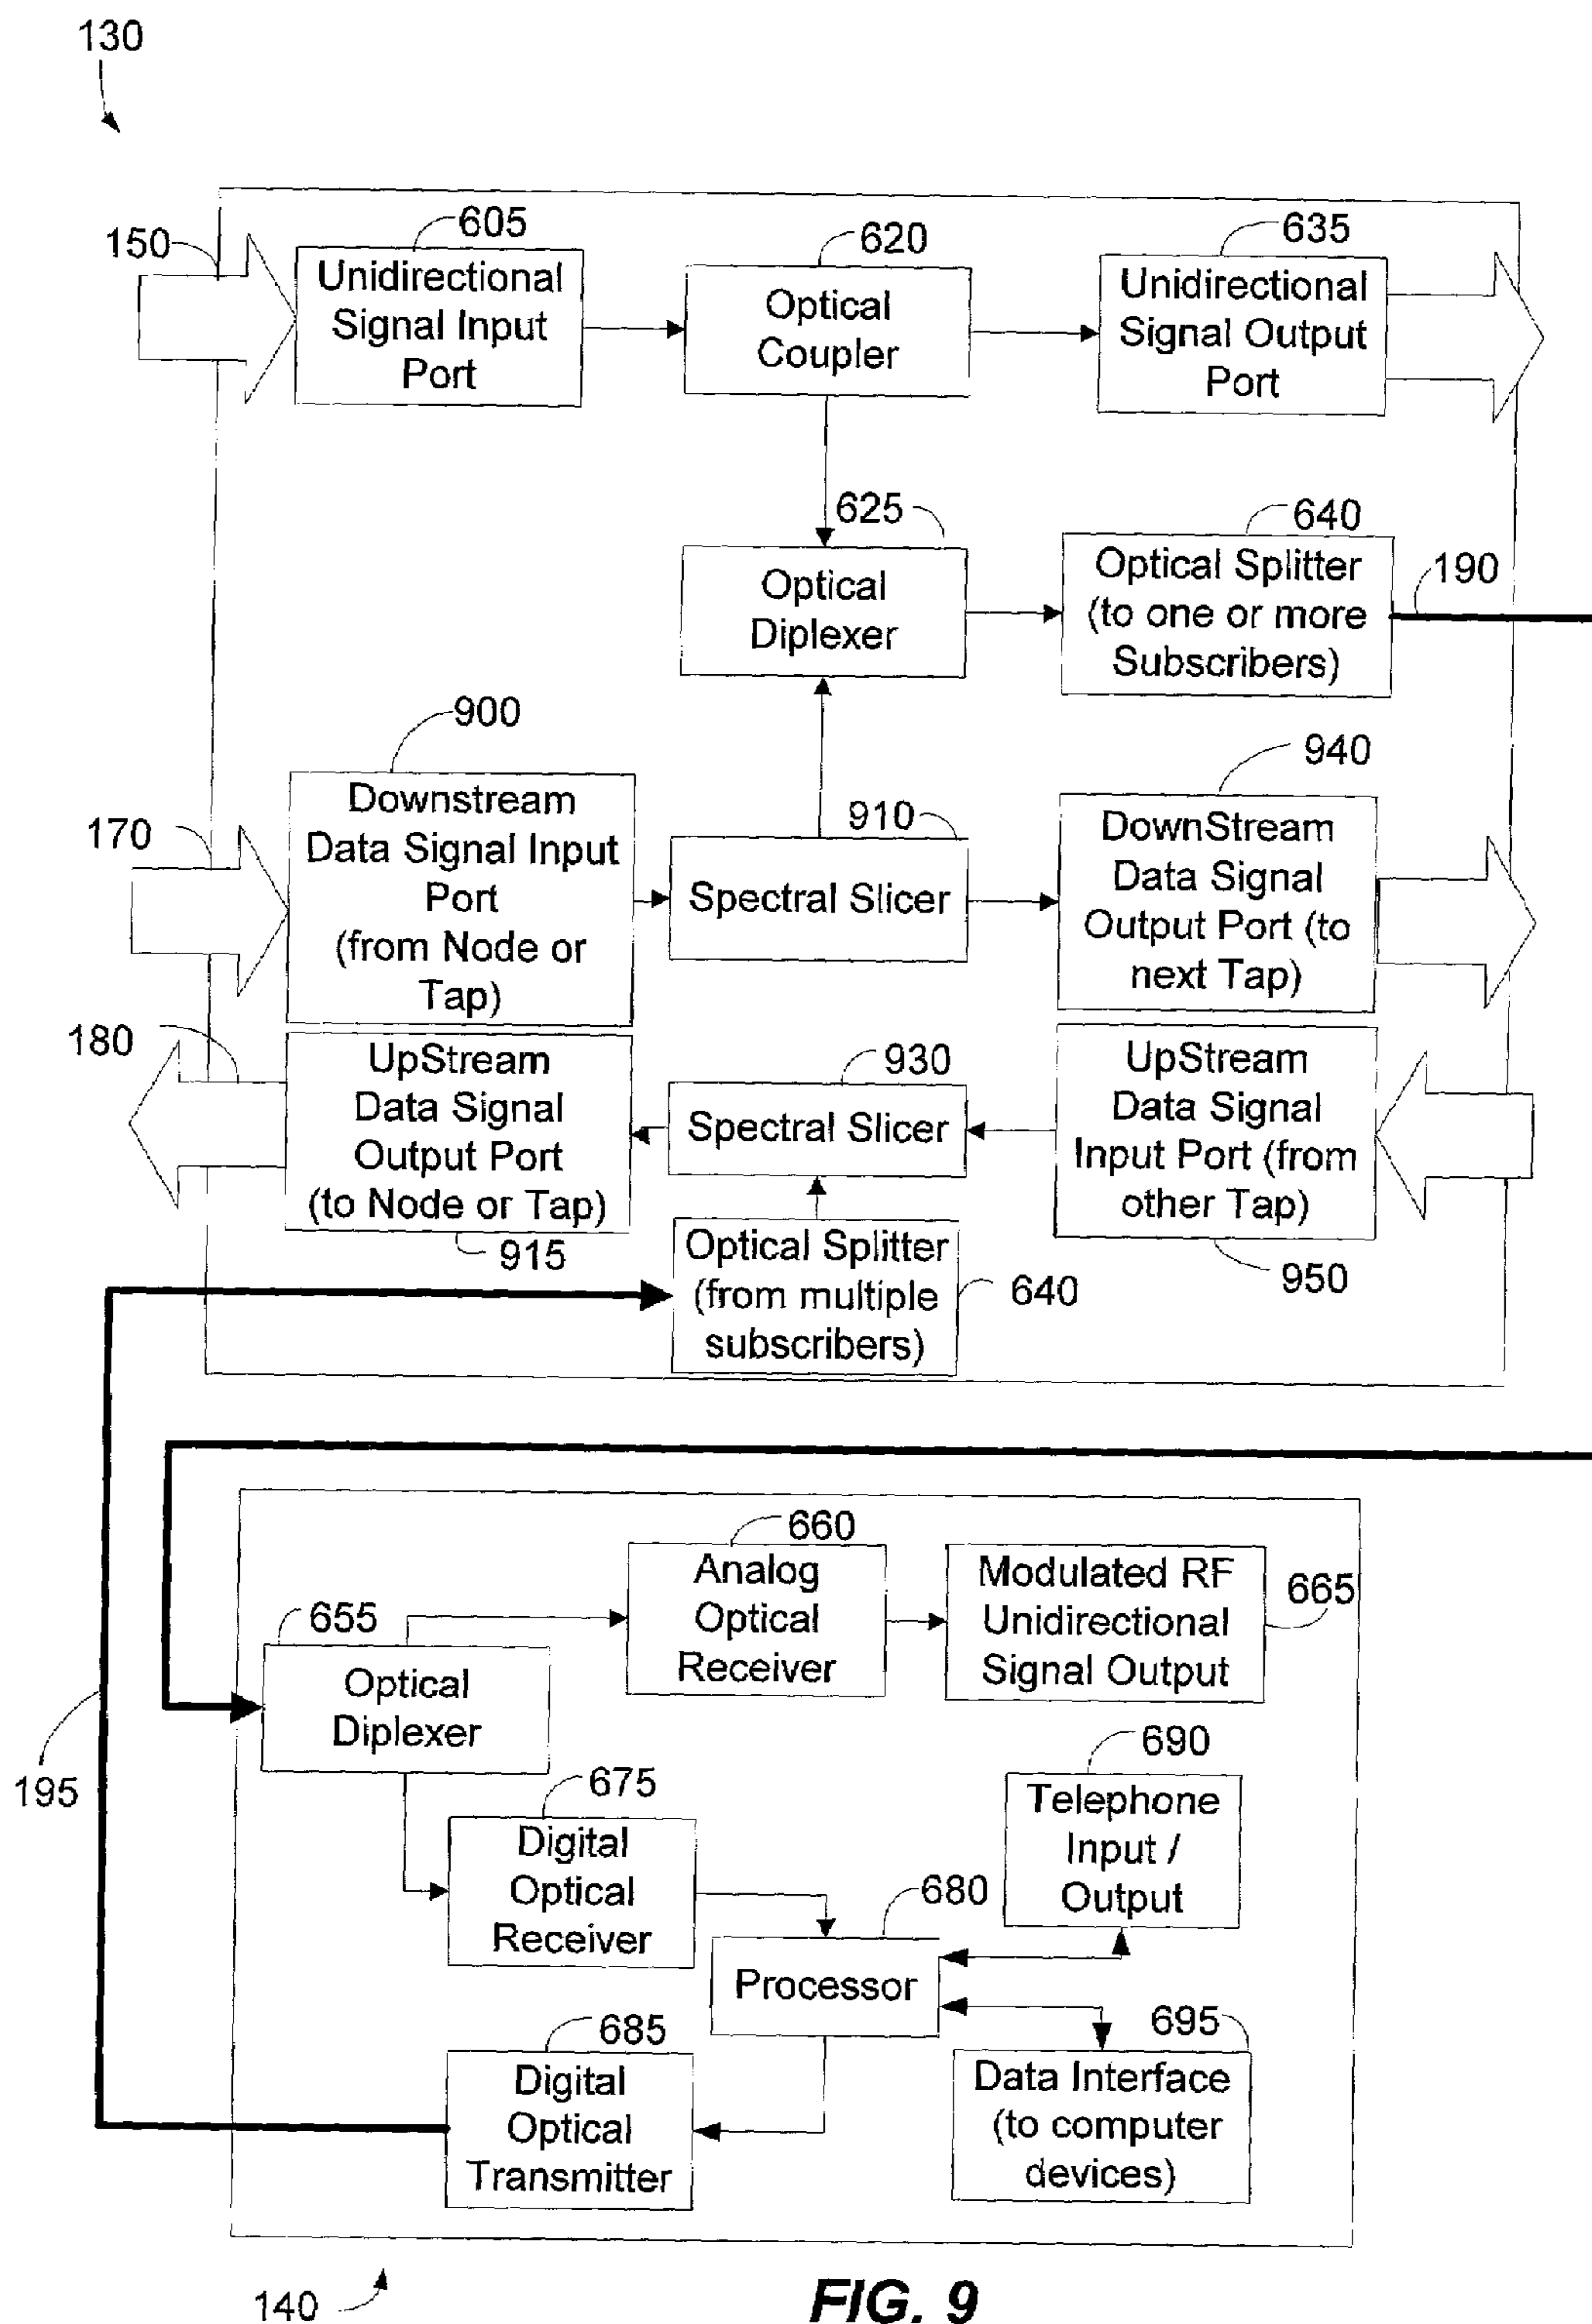 130
150
605
620
635
Unidirectional
Signal Input
Port
Optical
Coupler
Unidirectional
Signal Output
Port
625
640
190
Optical
Diplexer
Optical Splitter
(to one or more
Subscribers)
900
940
170
910
Downstream
Data Signal Input
Port
(from Node or
Tap)
Spectral Slicer
DownStream
Data Signal
Output Port (to
next Tap)
180
930
UpStream
Data Signal
Output Port
(to Node or Tap)
Spectral Slicer
UpStream
Data Signal
Input Port (from
other Tap)
915
950
Optical Splitter
(from multiple
subscribers)
640
660
Analog
Optical
Receiver
Modulated RF
Unidirectional
Signal Output
665
655
Optical
Diplexer
195
675
Digital
Optical
Receiver
690
Telephone
Input /
Output
680
Processor
685
Digital
Optical
Transmitter
695
Data Interface
(to computer
devices)
140
FIG. 9